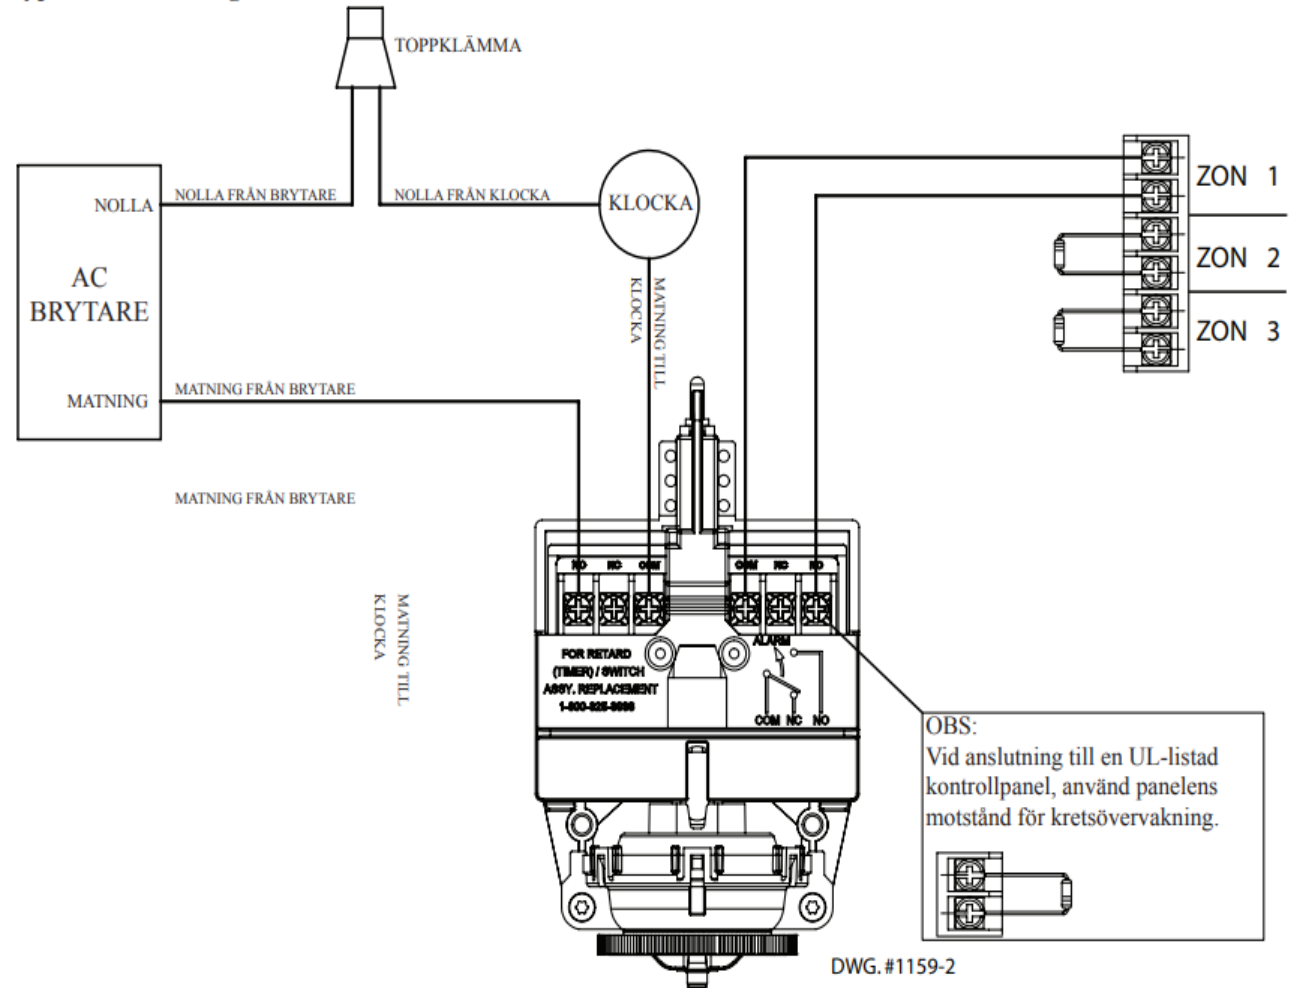 TOPPKLÄMMA
NOLLA
NOLLA FRÅN BRYTARE
NOLLA FRÅN KLOCKA
KLOCKA
ZON 1
ZON 2
ZON 3
AC
BRYTARE
MATNING TILL
KLOCKA
MATNING
MATNING FRÅN BRYTARE
MATNING FRÅN BRYTARE
MATNING TILL
KLOCKA
NO NC COM
COM NC NO
FOR RETARD
(TIMER) / SWITCH
ASSY. REPLACEMENT
ALARM
COM NC NO
OBS:
Vid anslutning till en UL-listad
kontrollpanel, använd panelens
motstånd för kretsövervakning.
DWG. #1159-2